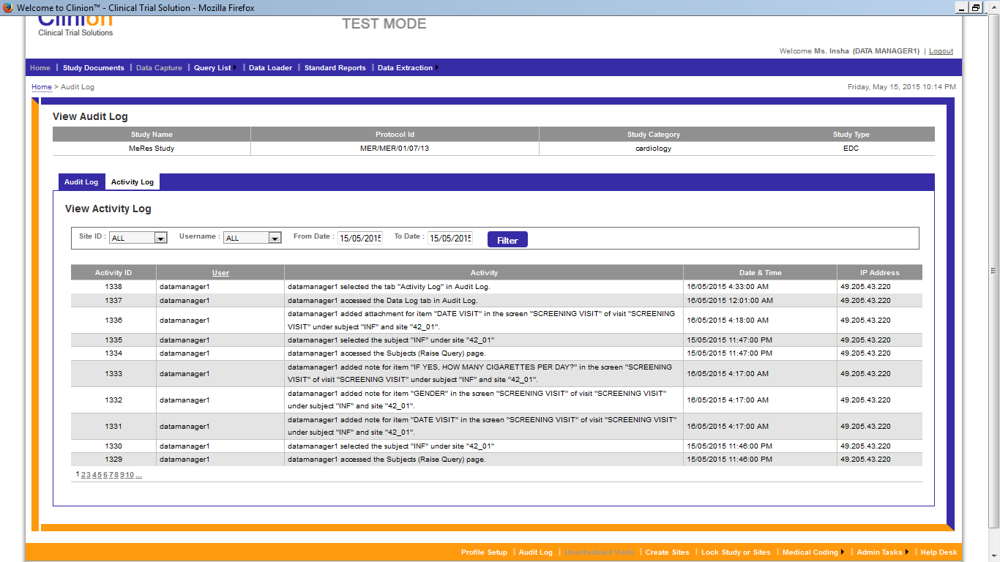 Welcome to Clinion™ - Clinical Trial Solution - Mozilla Firefox
Clinion
Clinical Trial Solutions
TEST MODE
Welcome Ms. Insha (DATA MANAGER1) | Logout
Home | Study Documents | Data Capture | Query List | Data Loader | Standard Reports | Data Extraction
Home > Audit Log
Friday, May 15, 2015 10:14 PM
View Audit Log
Study Name Protocol Id Study Category Study Type
MeRes Study MER/MER/01/07/13 cardiology EDC
Audit Log Activity Log
View Activity Log
Site ID : ALL Username : ALL From Date : 15/05/2015 To Date : 15/05/2015 Filter
Activity ID User Activity Date & Time IP Address
1338 datamanager1 datamanager1 selected the tab "Activity Log" in Audit Log. 16/05/2015 4:33:00 AM 49.205.43.220
1337 datamanager1 datamanager1 accessed the Data Log tab in Audit Log. 16/05/2015 12:01:00 AM 49.205.43.220
1336 datamanager1 datamanager1 added attachment for item "DATE VISIT" in the screen "SCREENING VISIT" of visit "SCREENING
VISIT" under subject "INF" and site "42_01". 16/05/2015 4:18:00 AM 49.205.43.220
1335 datamanager1 datamanager1 selected the subject "INF" under site "42_01" 15/05/2015 11:47:00 PM 49.205.43.220
1334 datamanager1 datamanager1 accessed the Subjects (Raise Query) page. 15/05/2015 11:47:00 PM 49.205.43.220
1333 datamanager1 datamanager1 added note for item "IF YES, HOW MANY CIGARETTES PER DAY?" in the screen "SCREENING
VISIT" of visit "SCREENING VISIT" under subject "INF" and site "42_01". 16/05/2015 4:17:00 AM 49.205.43.220
1332 datamanager1 datamanager1 added note for item "GENDER" in the screen "SCREENING VISIT" of visit "SCREENING VISIT"
under subject "INF" and site "42_01". 16/05/2015 4:17:00 AM 49.205.43.220
1331 datamanager1 datamanager1 added note for item "DATE VISIT" in the screen "SCREENING VISIT" of visit "SCREENING VISIT"
under subject "INF" and site "42_01". 16/05/2015 4:17:00 AM 49.205.43.220
1330 datamanager1 datamanager1 selected the subject "INF" under site "42_01" 15/05/2015 11:46:00 PM 49.205.43.220
1329 datamanager1 datamanager1 accessed the Subjects (Raise Query) page. 15/05/2015 11:46:00 PM 49.205.43.220
1 2 3 4 5 6 7 8 9 10 ...
Profile Setup | Audit Log | Unscheduled Visits | Create Sites | Lock Study or Sites | Medical Coding | Admin Tasks | Help Desk